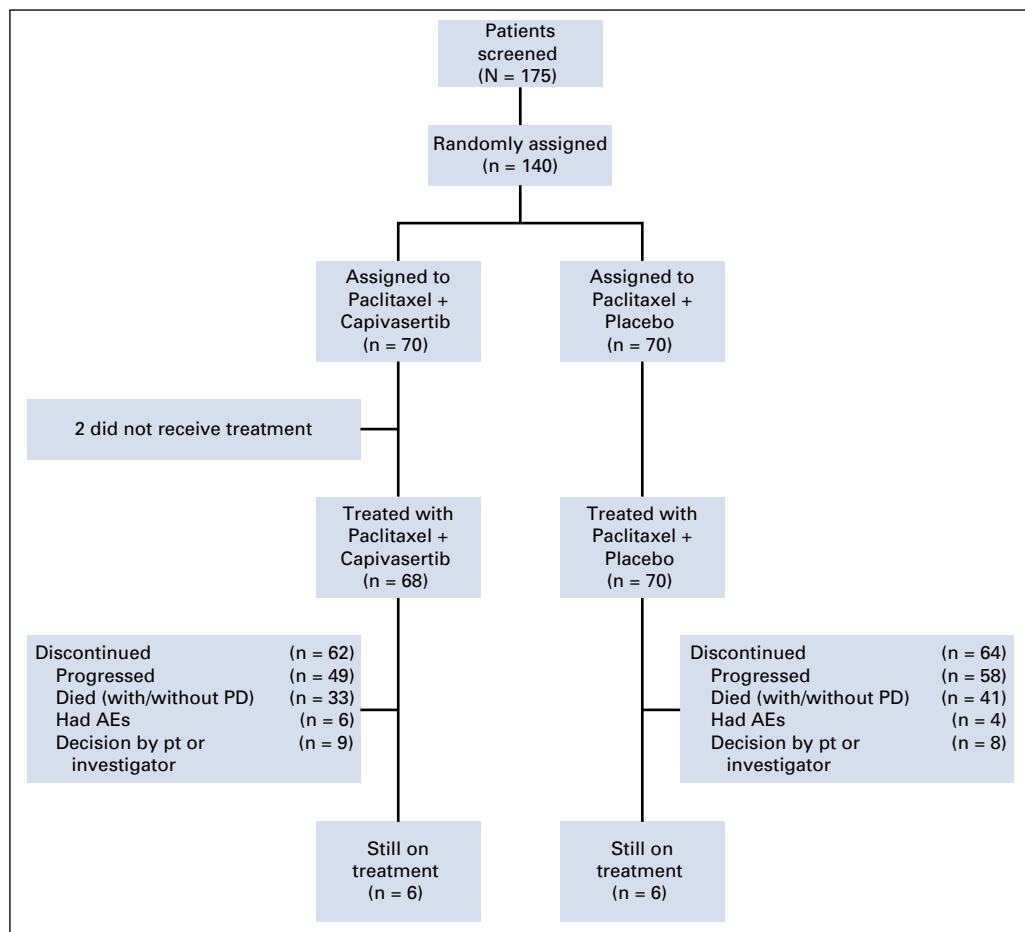 Patients
screened
(N = 175)
Randomly assigned
(n = 140)
Assigned to
Paclitaxel +
Capivasertib
(n = 70)
Assigned to
Paclitaxel +
Placebo
(n = 70)
2 did not receive treatment
Treated with
Paclitaxel +
Capivasertib
(n = 68)
Treated with
Paclitaxel +
Placebo
(n = 70)
Discontinued (n = 62)
Progressed (n = 49)
Died (with/without PD) (n = 33)
Had AEs (n = 6)
Decision by pt or (n = 9)
investigator
Discontinued (n = 64)
Progressed (n = 58)
Died (with/without PD) (n = 41)
Had AEs (n = 4)
Decision by pt or (n = 8)
investigator
Still on
treatment
(n = 6)
Still on
treatment
(n = 6)